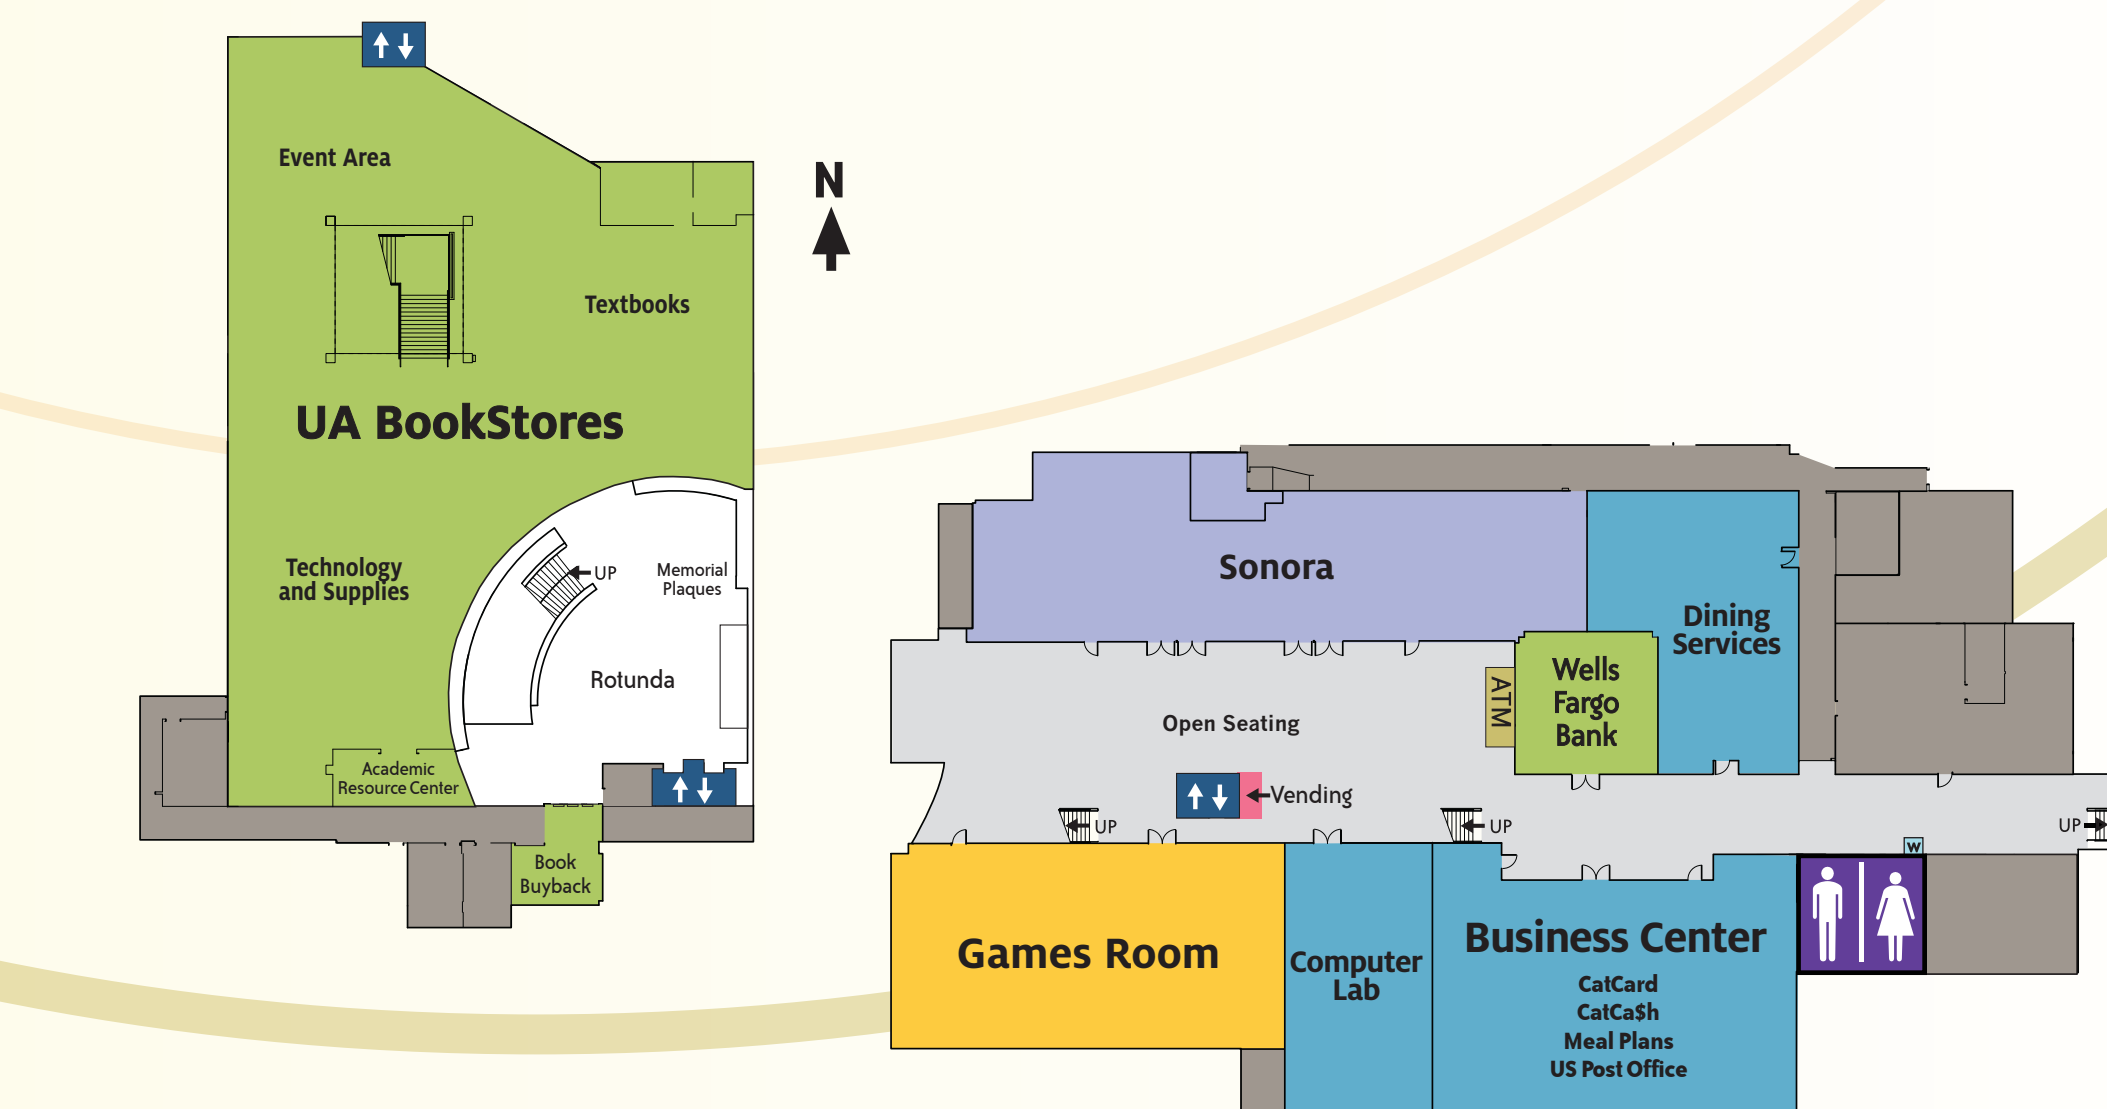 Event Area
N
Textbooks
UA BookStores
Technology
and Supplies
UP
Memorial
Plaques
Rotunda
Academic
Resource Center
Book
Buyback
Sonora
Dining
Services
Wells
Fargo
Bank
ATM
Open Seating
Vending
UP
UP
UP
W
Games Room
Computer
Lab
Business Center
CatCard
CatCa$h
Meal Plans
US Post Office